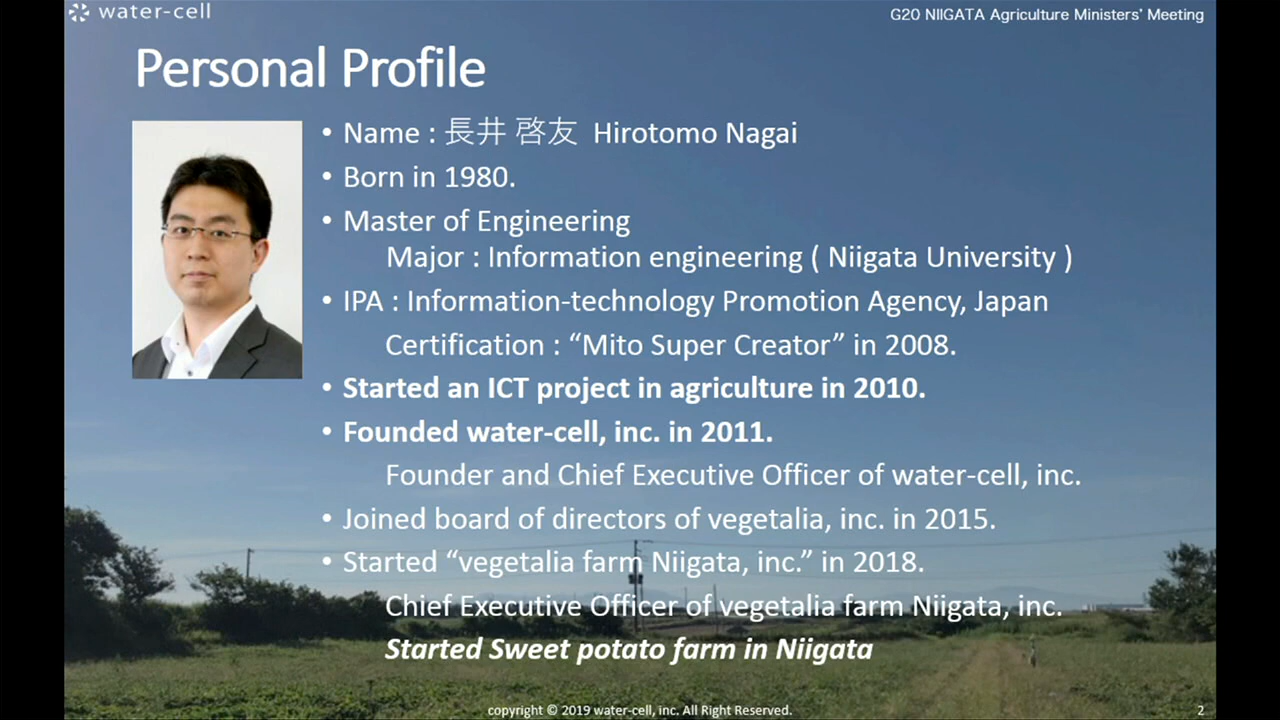 water-cell
G20 NIIGATA Agriculture Ministers' Meeting
Personal Profile
• Name : 長井 啓友 Hirotomo Nagai
• Born in 1980.
• Master of Engineering
Major : Information engineering ( Niigata University )
• IPA : Information-technology Promotion Agency, Japan
Certification : “Mito Super Creator” in 2008.
• Started an ICT project in agriculture in 2010.
• Founded water-cell, inc. in 2011.
Founder and Chief Executive Officer of water-cell, inc.
• Joined board of directors of vegetalia, inc. in 2015.
• Started “vegetalia farm Niigata, inc.” in 2018.
Chief Executive Officer of vegetalia farm Niigata, inc.
Started Sweet potato farm in Niigata
copyright © 2019 water-cell, inc. All Right Reserved.
2